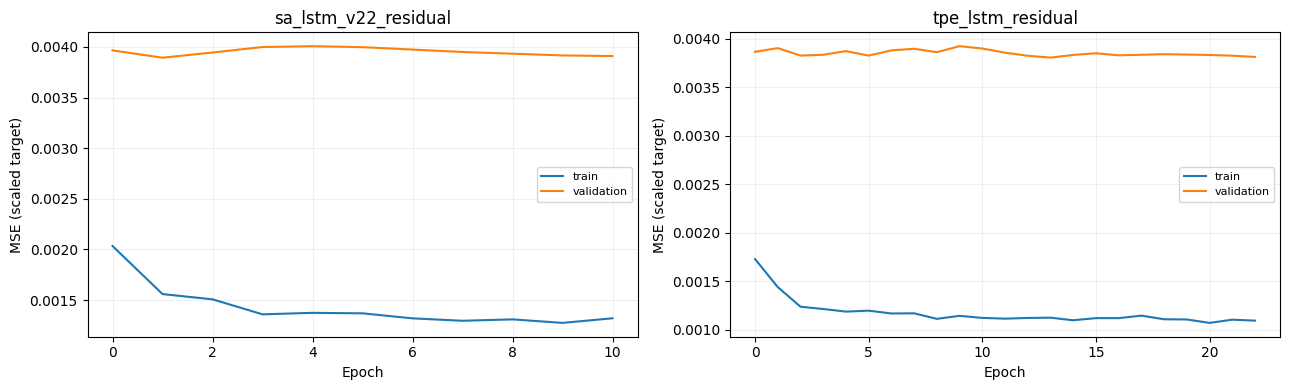 sa_lstm_v22_residual
MSE (scaled target)
0.0040
0.0035
0.0030
0.0025
0.0020
0.0015
train
validation
0 2 4 6 8 10
Epoch
tpe_lstm_residual
MSE (scaled target)
0.0040
0.0035
0.0030
0.0025
0.0020
0.0015
0.0010
train
validation
0 5 10 15 20
Epoch